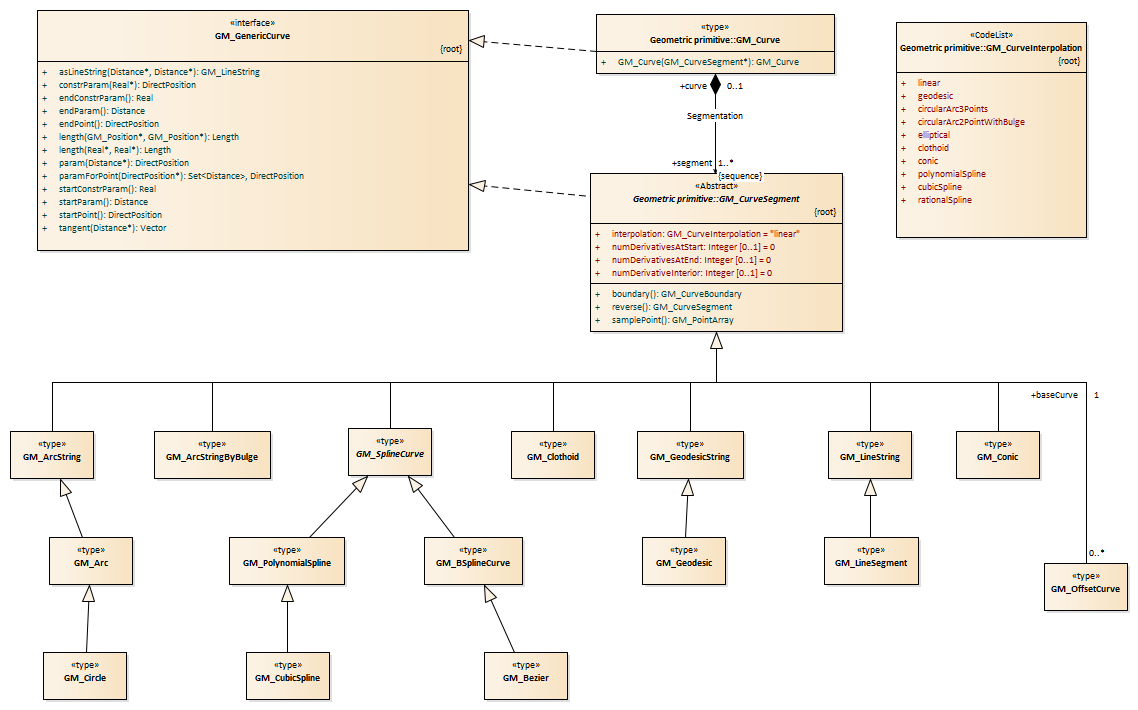 «interface»
GM_GenericCurve
{root}
+ asLineString(Distance*, Distance*): GM_LineString
+ constrParam(Real*): DirectPosition
+ endConstrParam(): Real
+ endParam(): Distance
+ endPoint(): DirectPosition
+ length(GM_Position*, GM_Position*): Length
+ length(Real*, Real*): Length
+ param(Distance*): DirectPosition
+ paramForPoint(DirectPosition*): Set<Distance>, DirectPosition
+ startConstrParam(): Real
+ startParam(): Distance
+ startPoint(): DirectPosition
+ tangent(Distance*): Vector
«type»
Geometric primitive::GM_Curve
+ GM_Curve(GM_CurveSegment*): GM_Curve
+curve 0..1
Segmentation
+segment 1..*
{sequence}
«Abstract»
Geometric primitive::GM_CurveSegment
{root}
+ interpolation: GM_CurveInterpolation = "linear"
+ numDerivativesAtStart: Integer [0..1] = 0
+ numDerivativesAtEnd: Integer [0..1] = 0
+ numDerivativeInterior: Integer [0..1] = 0
+ boundary(): GM_CurveBoundary
+ reverse(): GM_CurveSegment
+ samplePoint(): GM_PointArray
«CodeList»
Geometric primitive::GM_CurveInterpolation
{root}
+ linear
+ geodesic
+ circularArc3Points
+ circularArc2PointWithBulge
+ elliptical
+ clothoid
+ conic
+ polynomialSpline
+ cubicSpline
+ rationalSpline
+baseCurve 1
«type»
GM_ArcString
«type»
GM_ArcStringByBulge
«type»
GM_SplineCurve
«type»
GM_Clothoid
«type»
GM_GeodesicString
«type»
GM_LineString
«type»
GM_Conic
«type»
GM_Arc
«type»
GM_PolynomialSpline
«type»
GM_BSplineCurve
«type»
GM_Geodesic
«type»
GM_LineSegment
0..*
«type»
GM_OffsetCurve
«type»
GM_Circle
«type»
GM_CubicSpline
«type»
GM_Bezier